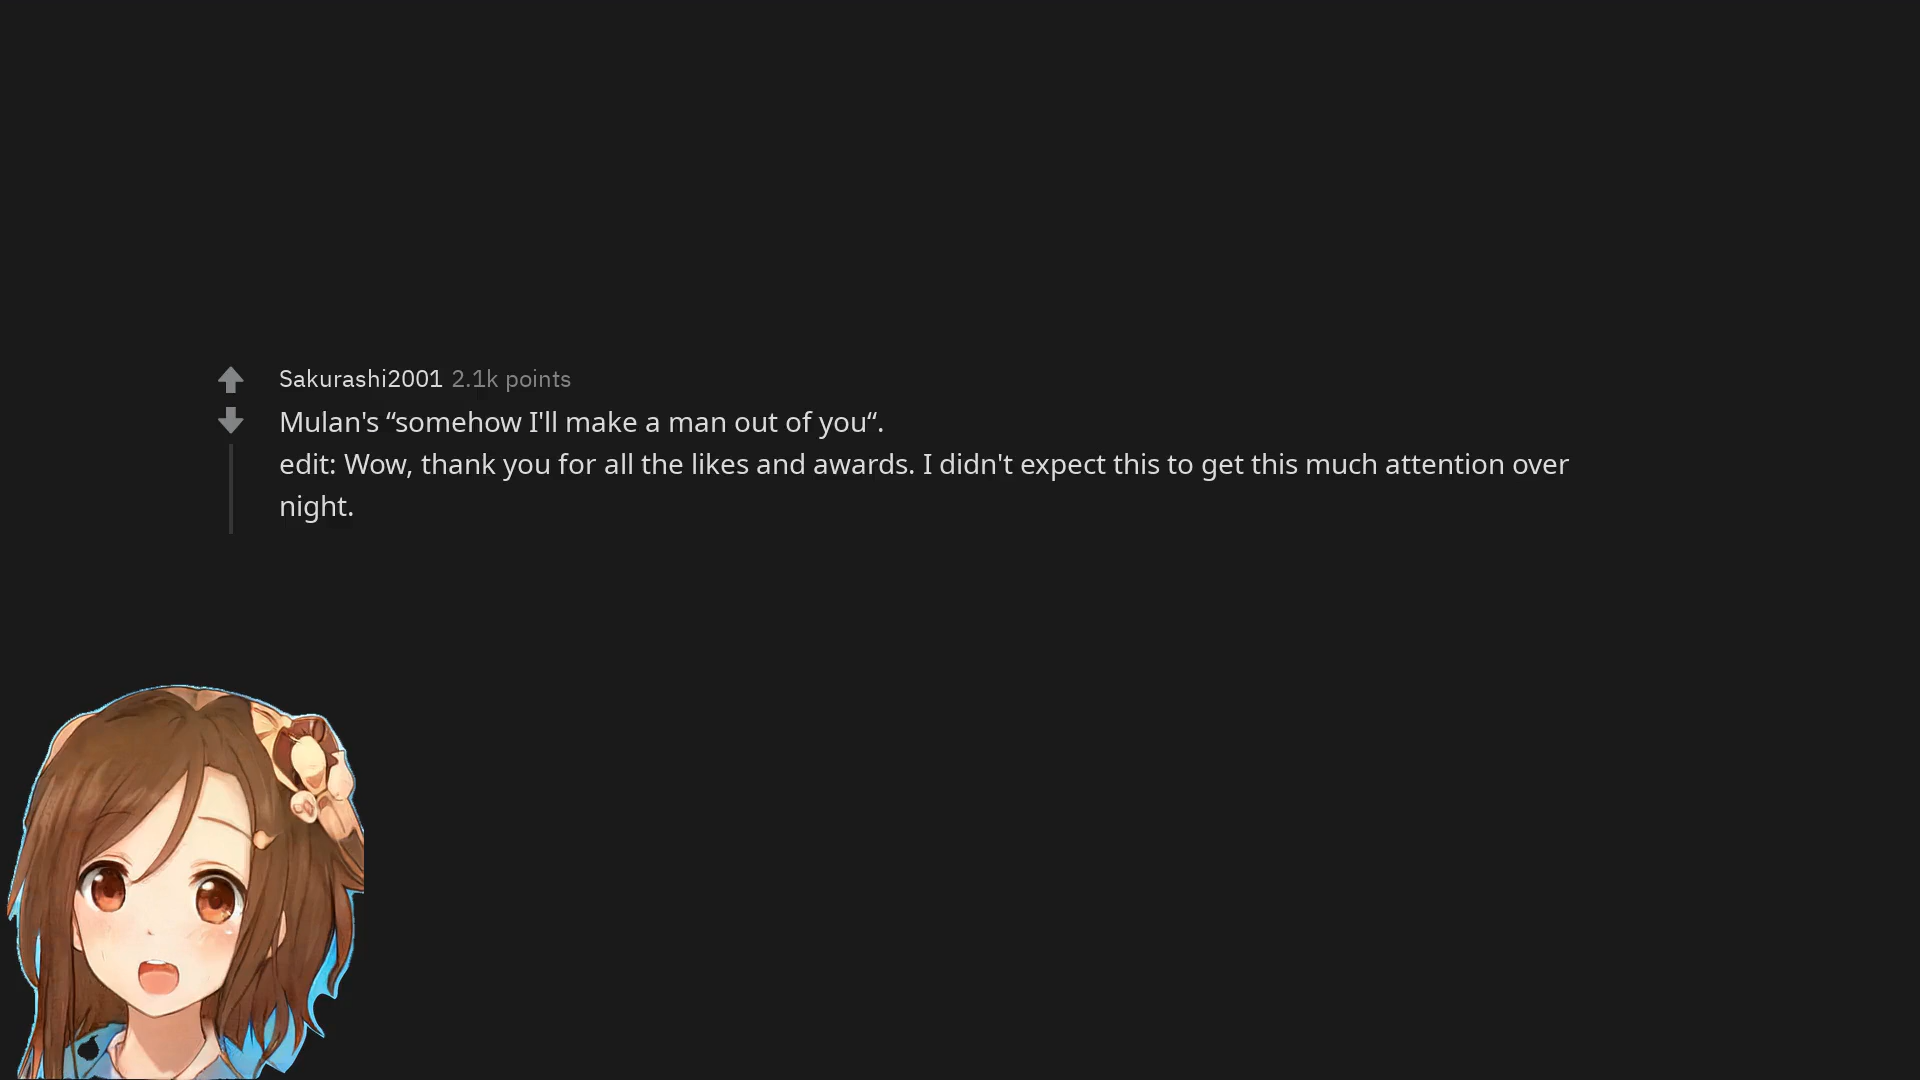 Sakurashi2001 2.1k points
Mulan's “somehow I'll make a man out of you“.
edit: Wow, thank you for all the likes and awards. I didn't expect this to get this much attention over
night.